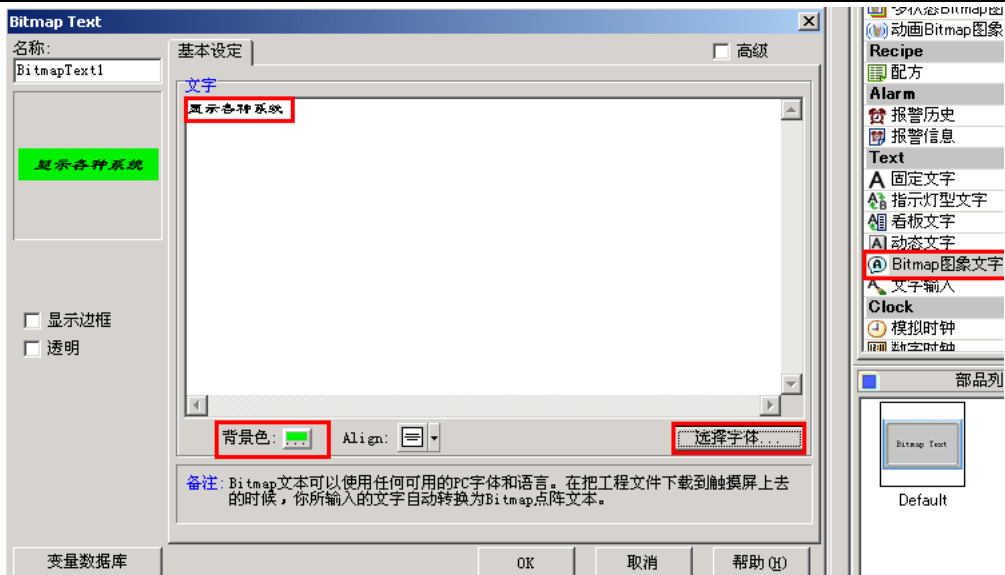 Bitmap Text
名称:
BitmapText1
显示各种系统
显示边框
透明
变量数据库
基本设定
高级
文字
显示各种系统
背景色:
...
Align:
选择字体...
备注: Bitmap文本可以使用任何可用的PC字体和语言。在把工程文件下载到触摸屏上去
的时候，你所输入的文字自动转换为Bitmap点阵文本。
OK
取消
帮助(H)
动画Bitmap图象
Recipe
配方
Alarm
报警历史
报警信息
Text
固定文字
指示灯型文字
看板文字
动态文字
Bitmap图象文字
文字输入
Clock
模拟时钟
数字时钟
部品列
Bitmap Text
Default